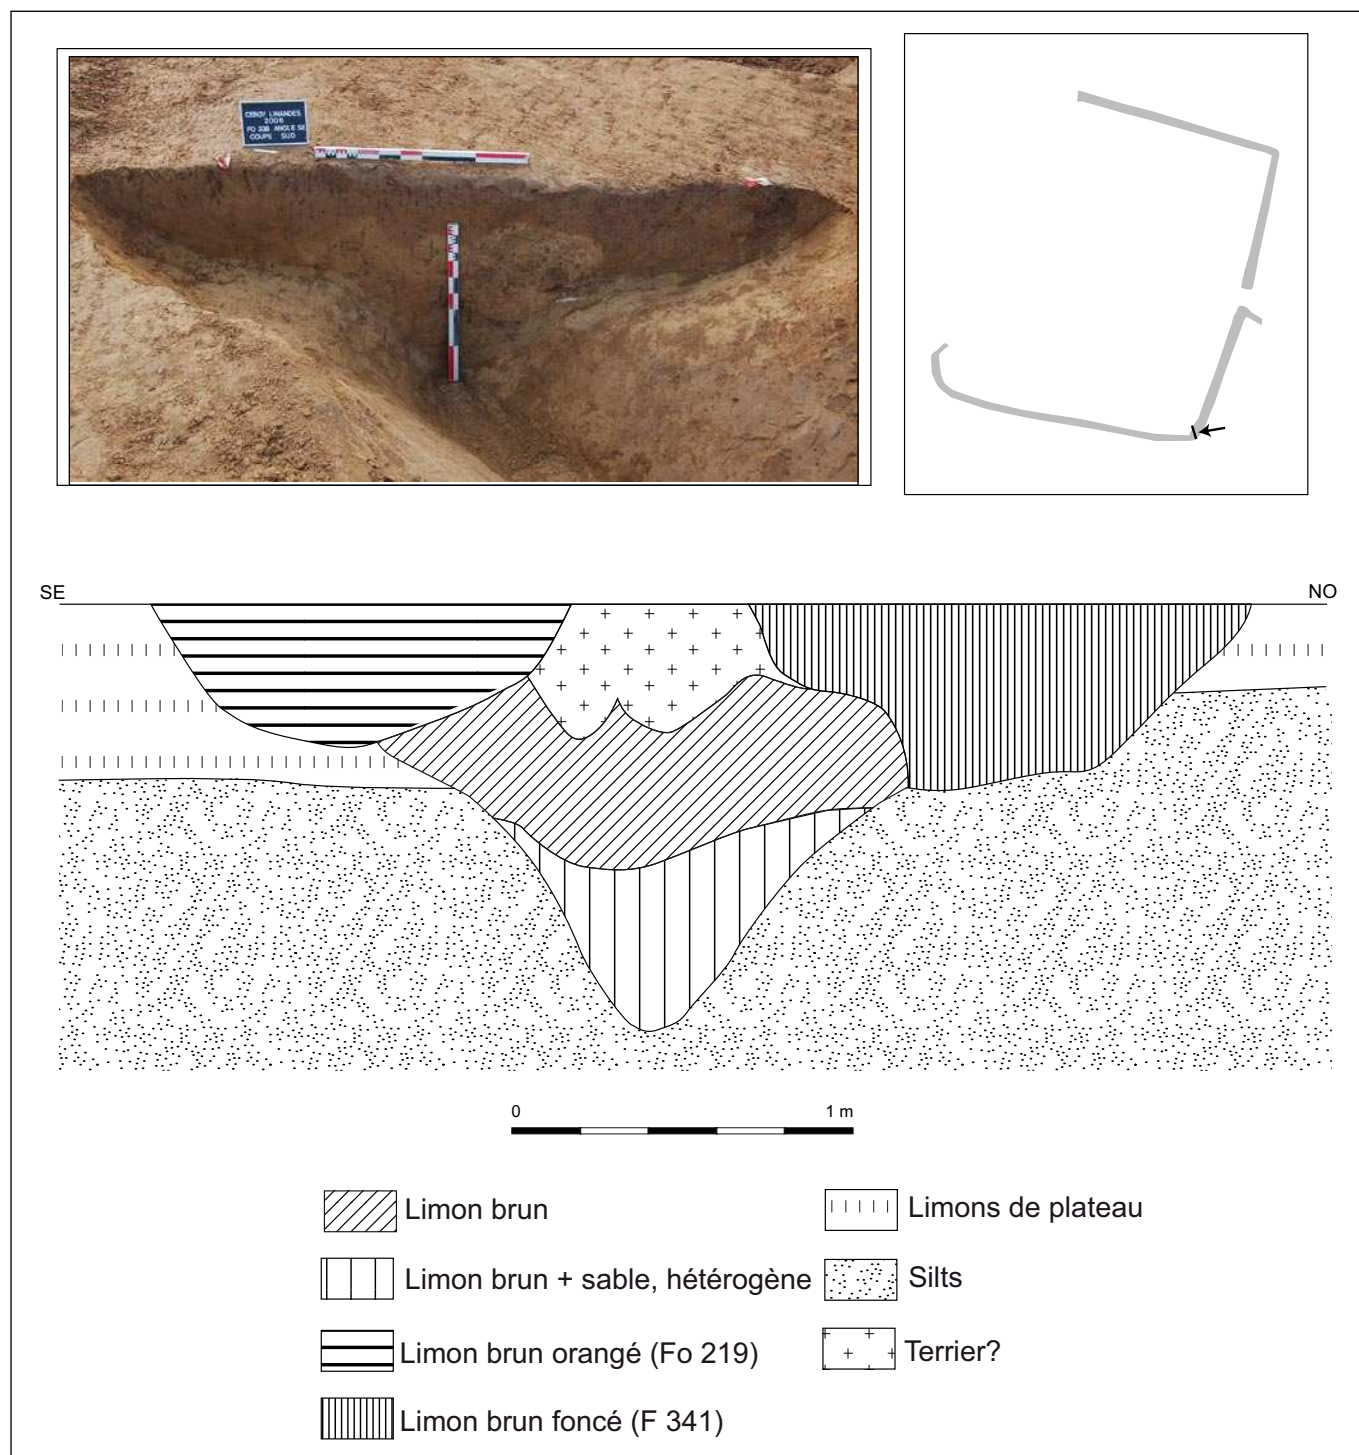 CERGY LINANDES
2006
FO 338 ANGLE SE
COUPE SUD
SE
NO
0
1 m
Limon brun
Limons de plateau
Limon brun + sable, hétérogène
Silts
Limon brun orangé (Fo 219)
Terrier?
Limon brun foncé (F 341)